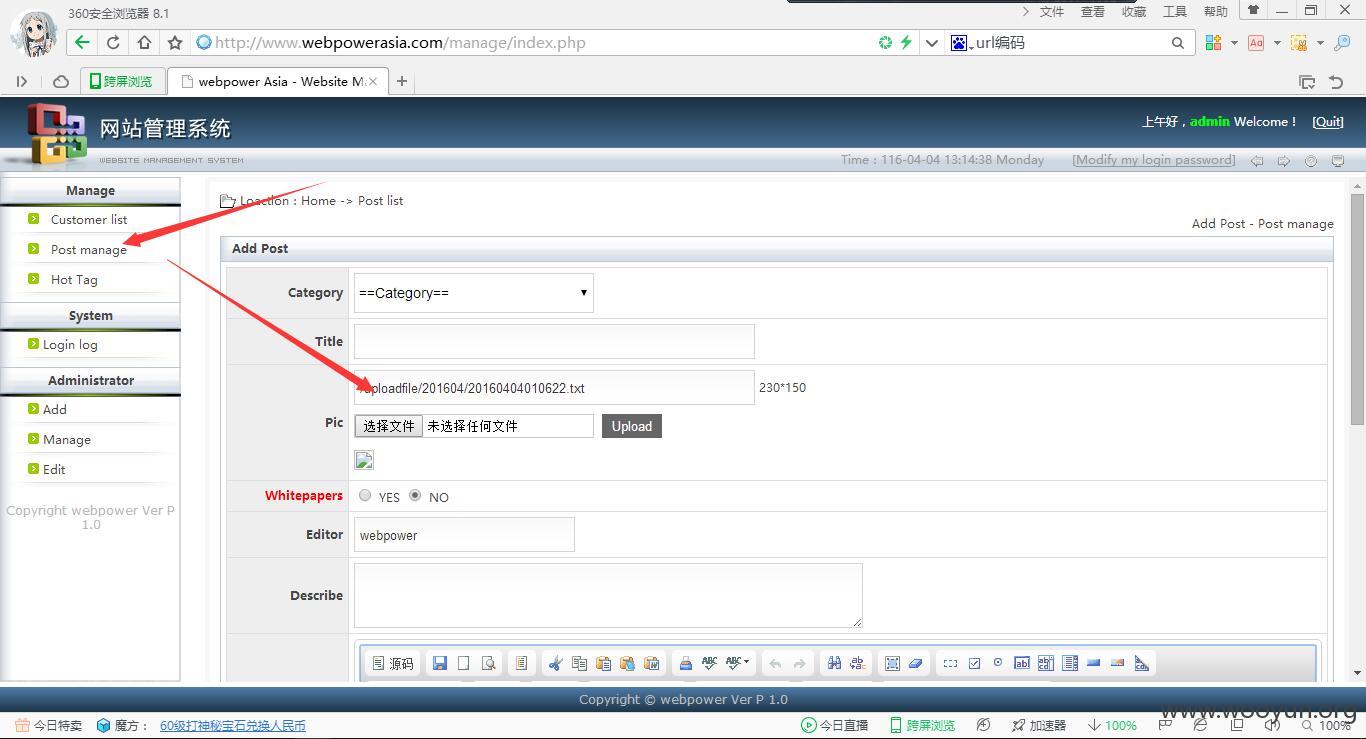 360安全浏览器 8.1
文件 查看 收藏 工具 帮助
http://www.webpowerasia.com/manage/index.php
url编码
跨屏浏览
webpower Asia - Website M
网站管理系统
WEBSITE MANAGEMENT SYSTEM
上午好，admin Welcome！ [Quit]
Time：116-04-04 13:14:38 Monday [Modify my login password]
Manage
Customer list
Post manage
Hot Tag
System
Login log
Administrator
Add
Manage
Edit
Copyright webpower Ver P
1.0
Loaction : Home -> Post list
Add Post - Post manage
Add Post
Category
==Category==
Title
Pic
/uploadfile/201604/20160404010622.txt
230*150
选择文件 未选择任何文件
Upload
Whitepapers
YES NO
Editor
webpower
Describe
源码
Copyright © webpower Ver P 1.0
今日特卖
魔方：
60级打神秘宝石兑换人民币
今日直播
跨屏浏览
加速器
100%
100%
www.wooyun.org